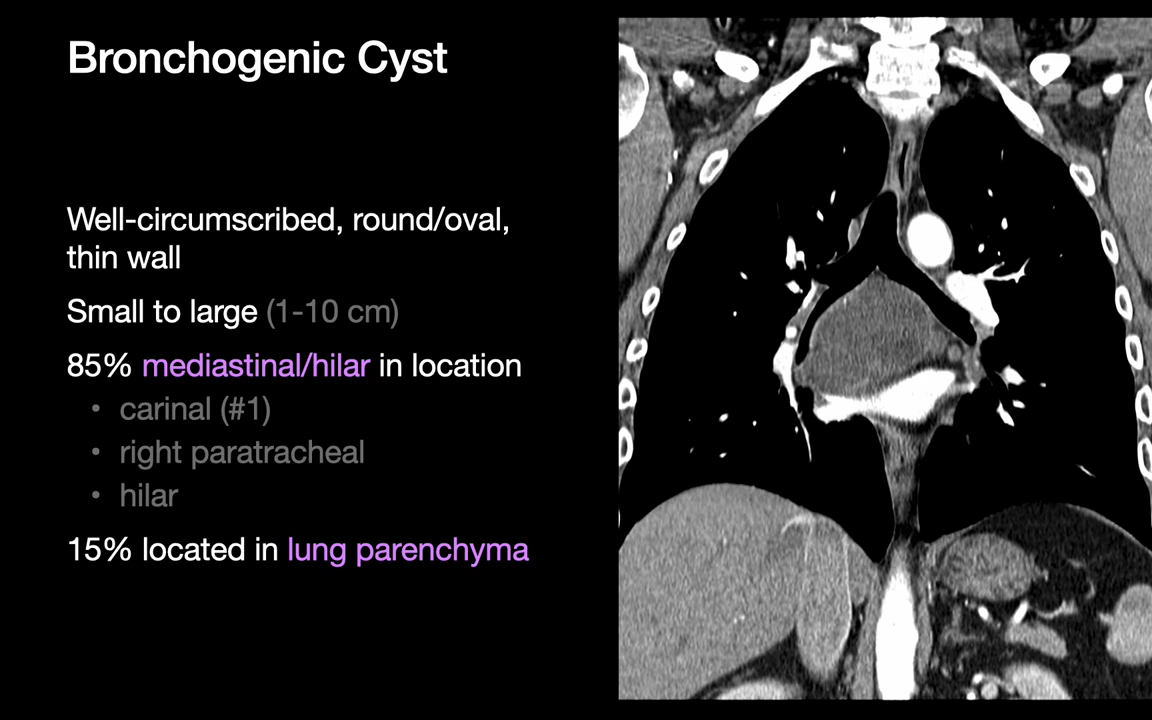 Bronchogenic Cyst
Well-circumscribed, round/oval,
thin wall
Small to large (1-10 cm)
85% mediastinal/hilar in location
• carinal (#1)
• right paratracheal
• hilar
15% located in lung parenchyma